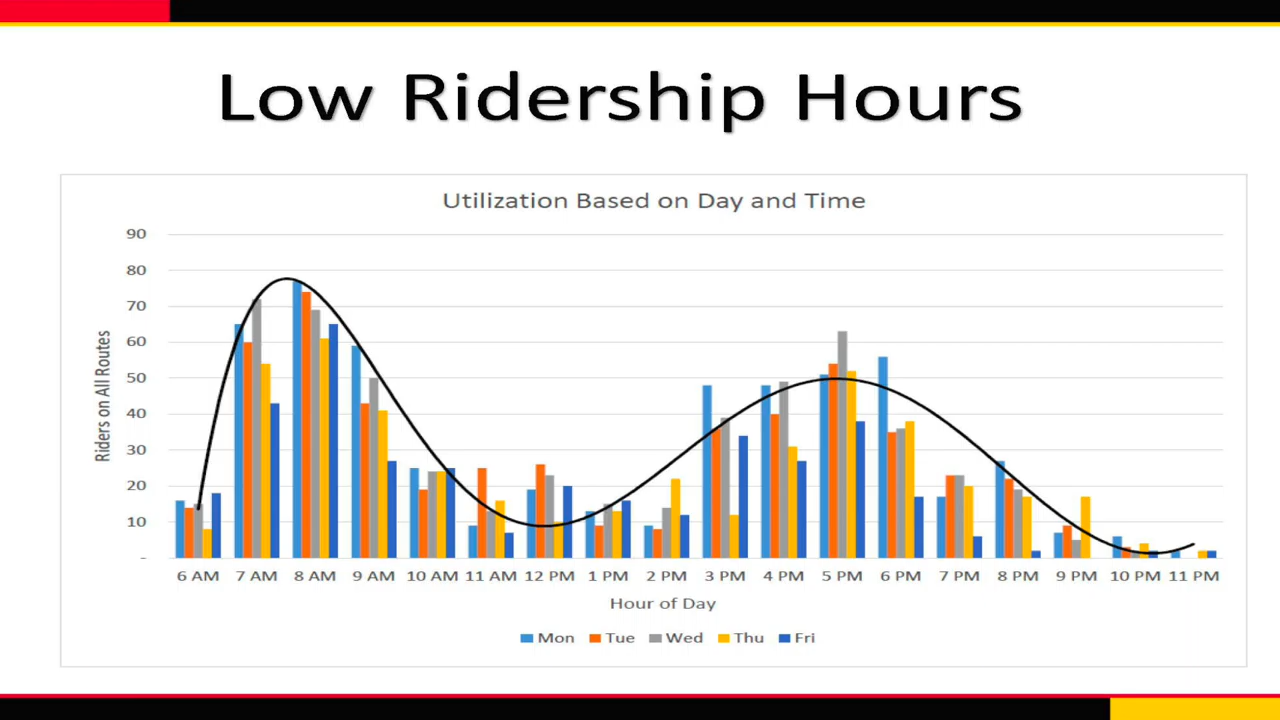 Low Ridership Hours
Utilization Based on Day and Time
90
80
70
60
50
40
30
20
10
-
Riders on All Routes
6 AM 7 AM 8 AM 9 AM 10 AM 11 AM 12 PM 1 PM 2 PM 3 PM 4 PM 5 PM 6 PM 7 PM 8 PM 9 PM 10 PM 11 PM
Hour of Day
Mon Tue Wed Thu Fri